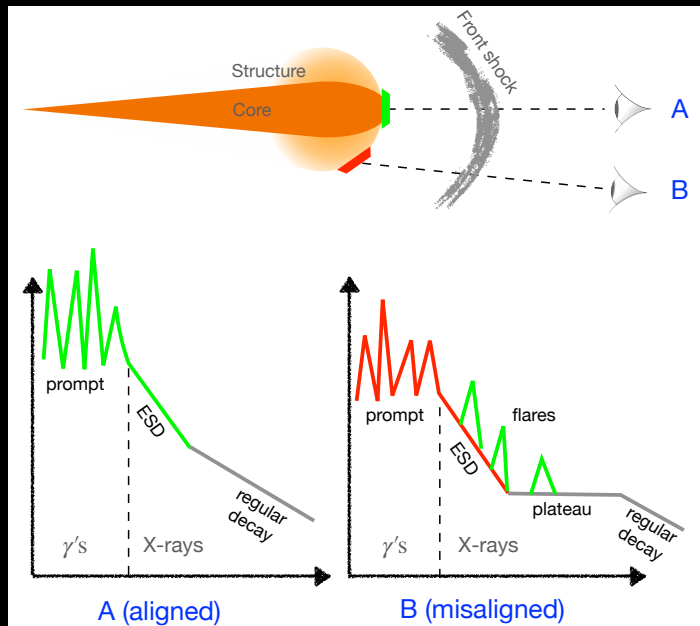 Structure
Core
Front shock
A
B
prompt
ESD
regular
decay
γ's
X-rays
A (aligned)
prompt
ESD
flares
plateau
regular
decay
γ's
X-rays
B (misaligned)